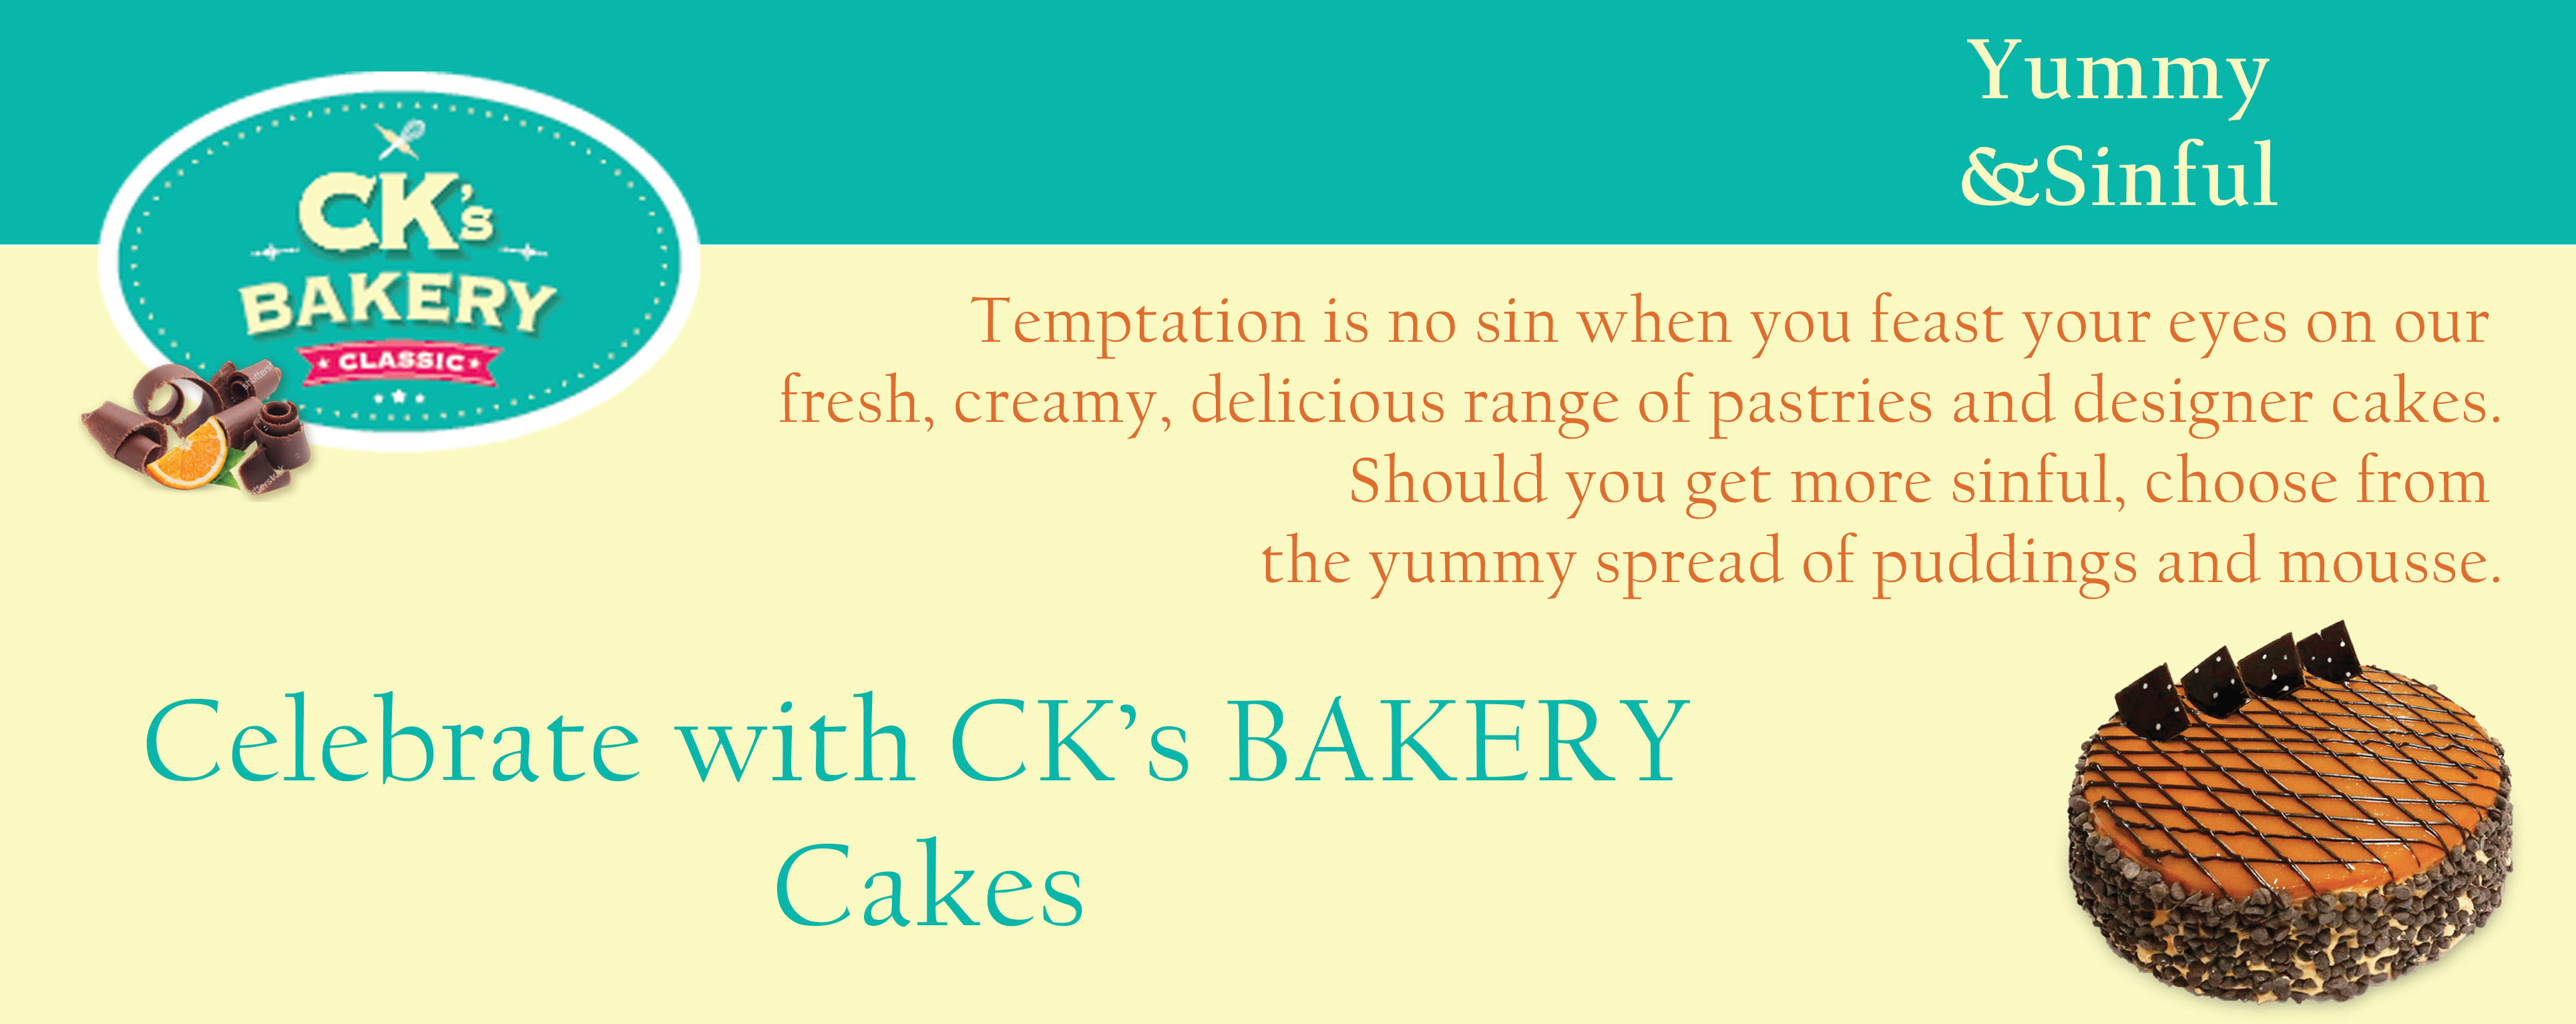 Yummy
&Sinful
CK's
BAKERY
CLASSIC
Temptation is no sin when you feast your eyes on our
fresh, creamy, delicious range of pastries and designer cakes.
Should you get more sinful, choose from
the yummy spread of puddings and mousse.
Celebrate with CK's BAKERY
Cakes